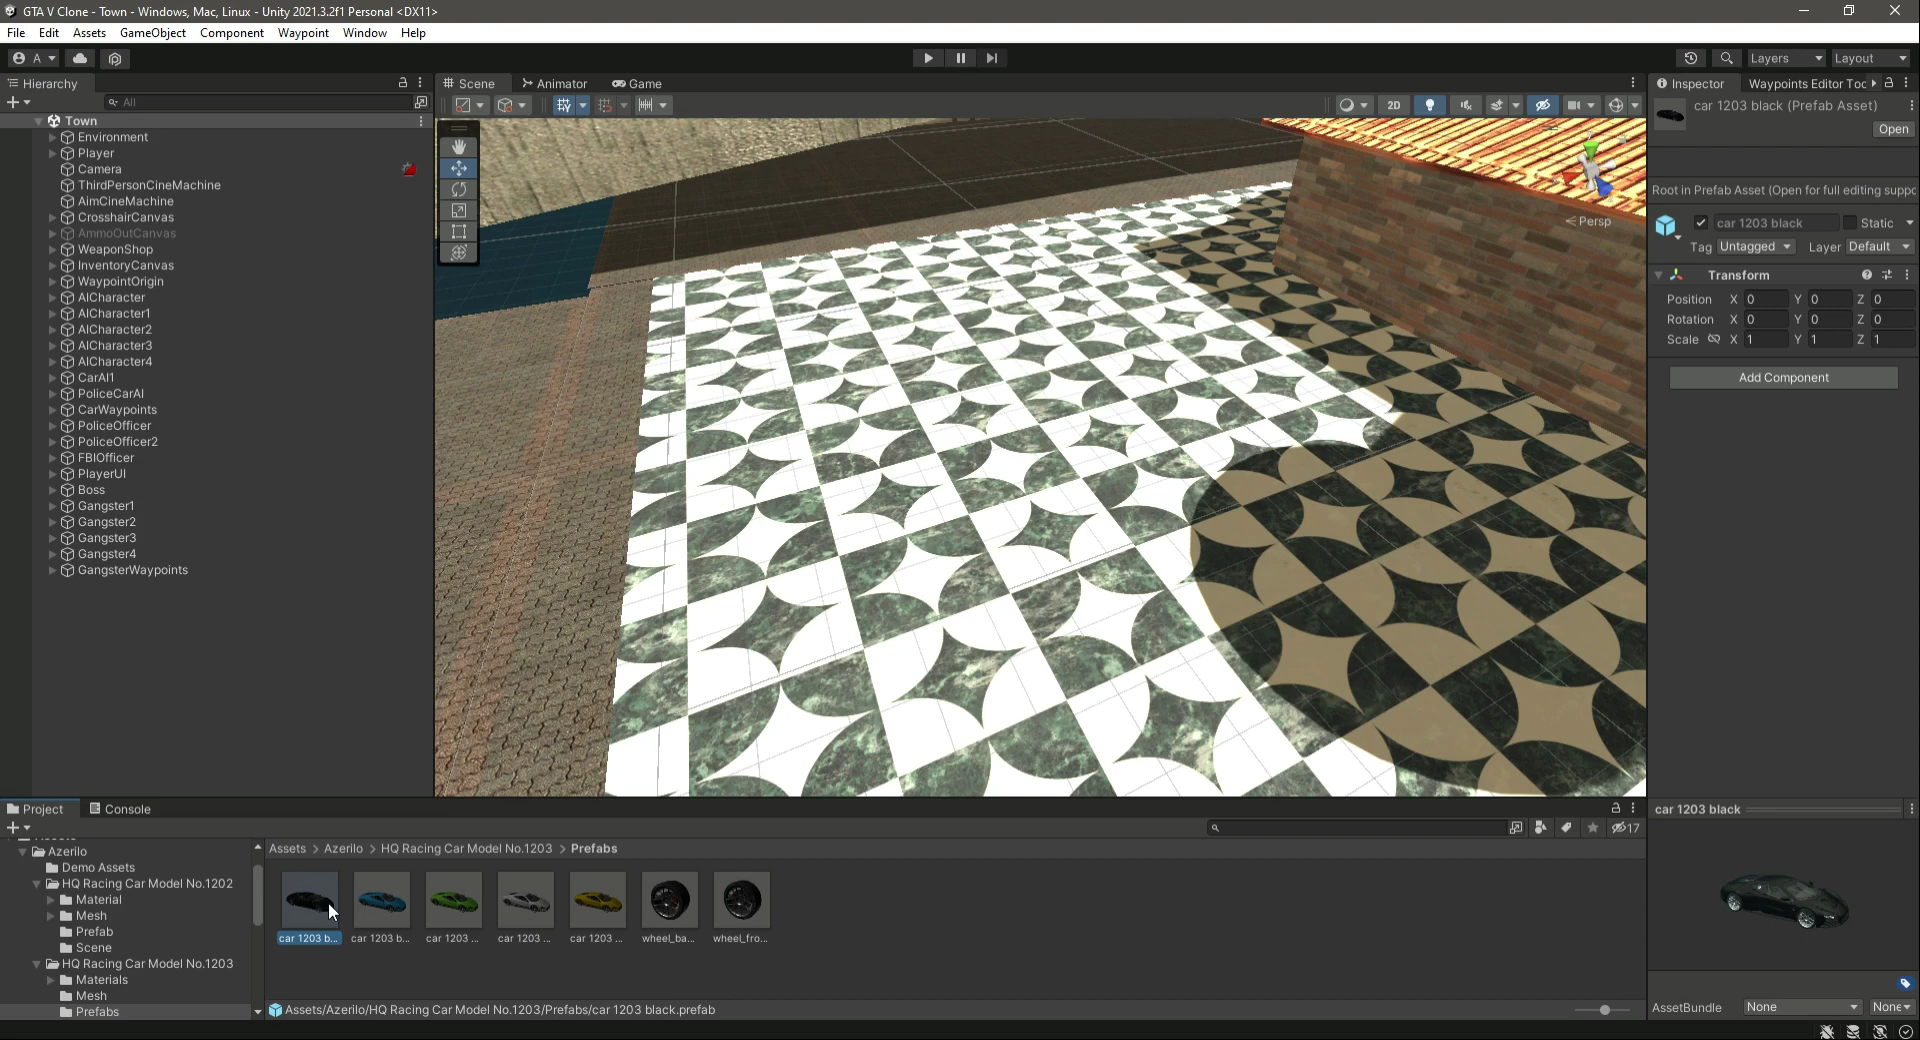 GTA V Clone - Town - Windows, Mac, Linux - Unity 2021.3.2f1 Personal <DX11>
File Edit Assets GameObject Component Waypoint Window Help
A Layers Layout
Hierarchy
All
Town
Environment
Player
Camera
ThirdPersonCineMachine
AimCineMachine
CrosshairCanvas
AmmoOutCanvas
WeaponShop
InventoryCanvas
WaypointOrigin
AICharacter
AICharacter1
AICharacter2
AICharacter3
AICharacter4
CarAI1
PoliceCarAI
CarWaypoints
PoliceOfficer
PoliceOfficer2
FBIOfficer
PlayerUI
Boss
Gangster1
Gangster2
Gangster3
Gangster4
GangsterWaypoints
Scene Animator Game
2D
Persp
Inspector Waypoints Editor Too
car 1203 black (Prefab Asset)
Open
Root in Prefab Asset (Open for full editing suppo
car 1203 black Static
Tag Untagged Layer Default
Transform
Position X 0 Y 0 Z 0
Rotation X 0 Y 0 Z 0
Scale X 1 Y 1 Z 1
Add Component
Project Console
17
Azerilo
Demo Assets
HQ Racing Car Model No.1202
Material
Mesh
Prefab
Scene
HQ Racing Car Model No.1203
Materials
Mesh
Prefabs
Assets > Azerilo > HQ Racing Car Model No.1203 > Prefabs
car 1203 b... car 1203 b... car 1203 ... car 1203 ... car 1203 ... wheel_ba... wheel_fro...
Assets/Azerilo/HQ Racing Car Model No.1203/Prefabs/car 1203 black.prefab
car 1203 black
AssetBundle None None